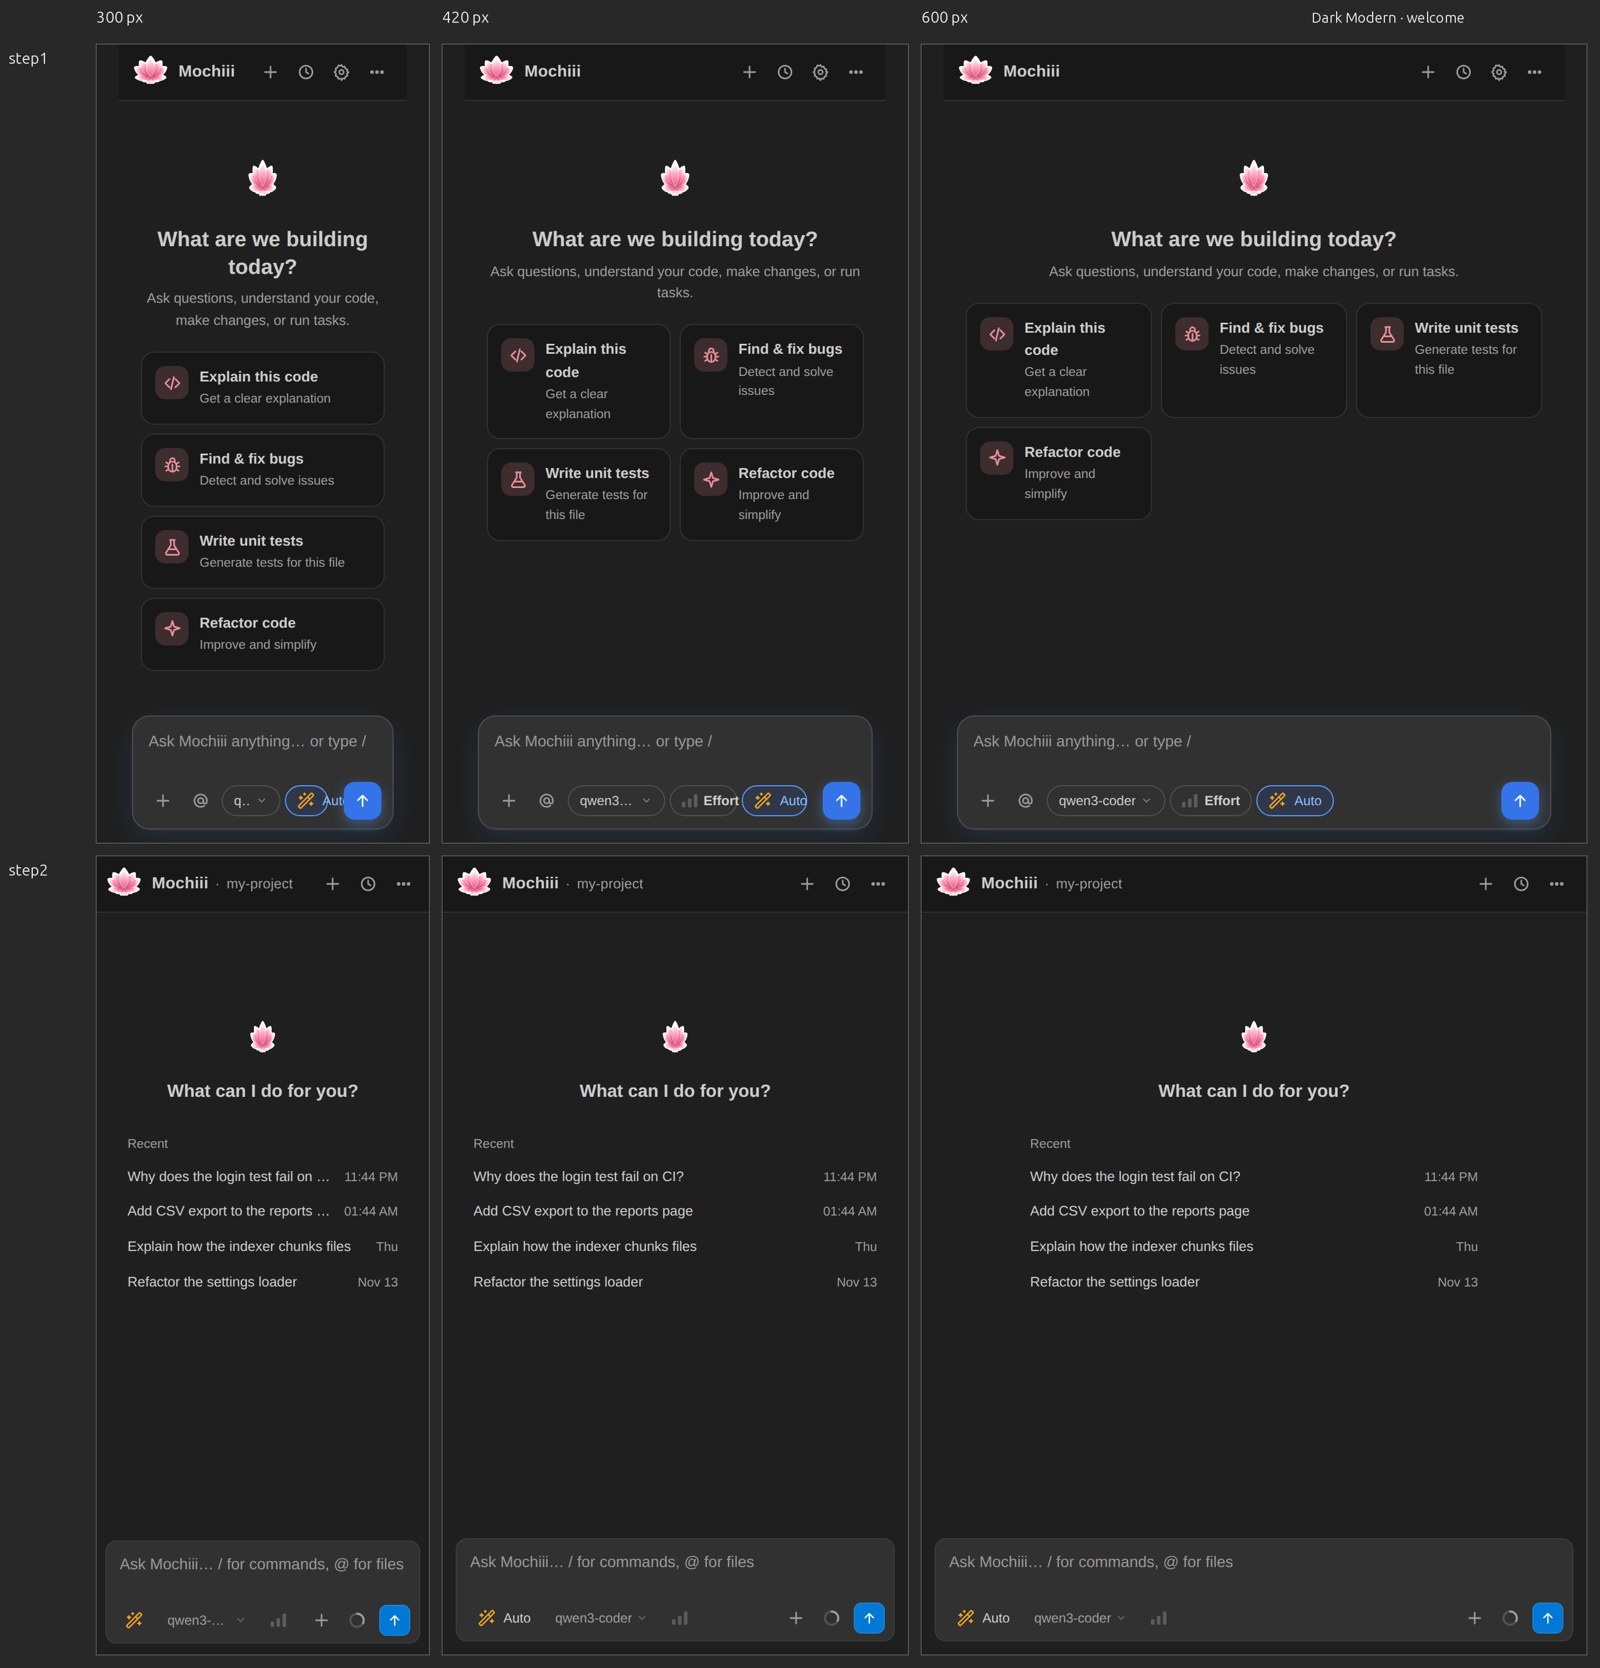 300 px
420 px
600 px
Dark Modern · welcome
step1
Mochiii
What are we building
today?
Ask questions, understand your code,
make changes, or run tasks.
Explain this code
Get a clear explanation
Find & fix bugs
Detect and solve issues
Write unit tests
Generate tests for this file
Refactor code
Improve and simplify
Ask Mochiii anything… or type /
q…
Auto
Mochiii
What are we building today?
Ask questions, understand your code, make changes, or run
tasks.
Explain this
code
Get a clear
explanation
Find & fix bugs
Detect and solve
issues
Write unit tests
Generate tests for
this file
Refactor code
Improve and
simplify
Ask Mochiii anything… or type /
qwen3…
Effort
Auto
Mochiii
What are we building today?
Ask questions, understand your code, make changes, or run tasks.
Explain this
code
Get a clear
explanation
Find & fix bugs
Detect and solve
issues
Write unit tests
Generate tests for
this file
Refactor code
Improve and
simplify
Ask Mochiii anything… or type /
qwen3-coder
Effort
Auto
step2
Mochiii · my-project
What can I do for you?
Recent
Why does the login test fail on … 11:44 PM
Add CSV export to the reports … 01:44 AM
Explain how the indexer chunks files Thu
Refactor the settings loader Nov 13
Ask Mochiii… / for commands, @ for files
qwen3-…
Mochiii · my-project
What can I do for you?
Recent
Why does the login test fail on CI? 11:44 PM
Add CSV export to the reports page 01:44 AM
Explain how the indexer chunks files Thu
Refactor the settings loader Nov 13
Ask Mochiii… / for commands, @ for files
Auto qwen3-coder
Mochiii · my-project
What can I do for you?
Recent
Why does the login test fail on CI? 11:44 PM
Add CSV export to the reports page 01:44 AM
Explain how the indexer chunks files Thu
Refactor the settings loader Nov 13
Ask Mochiii… / for commands, @ for files
Auto qwen3-coder